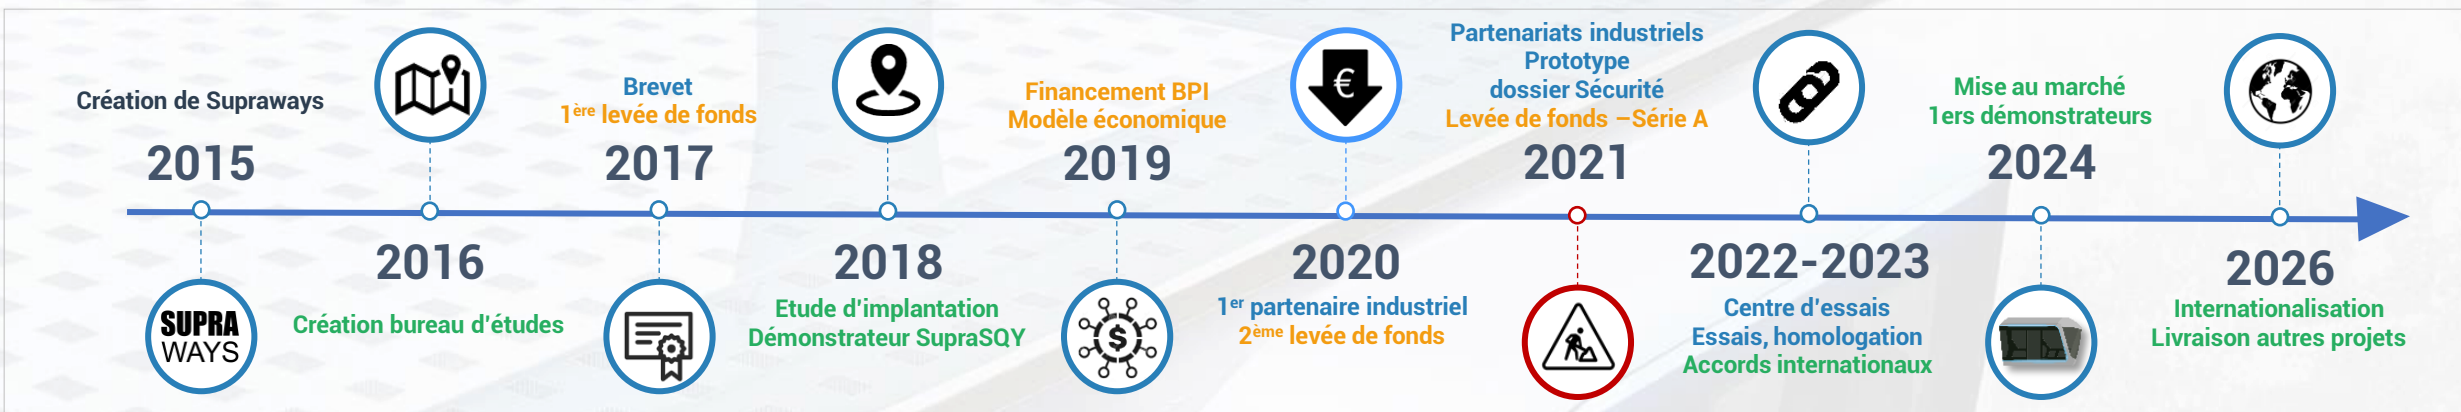 Création de Supraways
2015
SUPRA
WAYS
2016
Création bureau d'études
Brevet
1ère levée de fonds
2017
2018
Etude d'implantation
Démonstrateur SupraSQY
Financement BPI
Modèle économique
2019
$
€
2020
1er partenaire industriel
2ème levée de fonds
Partenariats industriels
Prototype
dossier Sécurité
Levée de fonds –Série A
2021
2022-2023
Centre d'essais
Essais, homologation
Accords internationaux
Mise au marché
1ers démonstrateurs
2024
2026
Internationalisation
Livraison autres projets